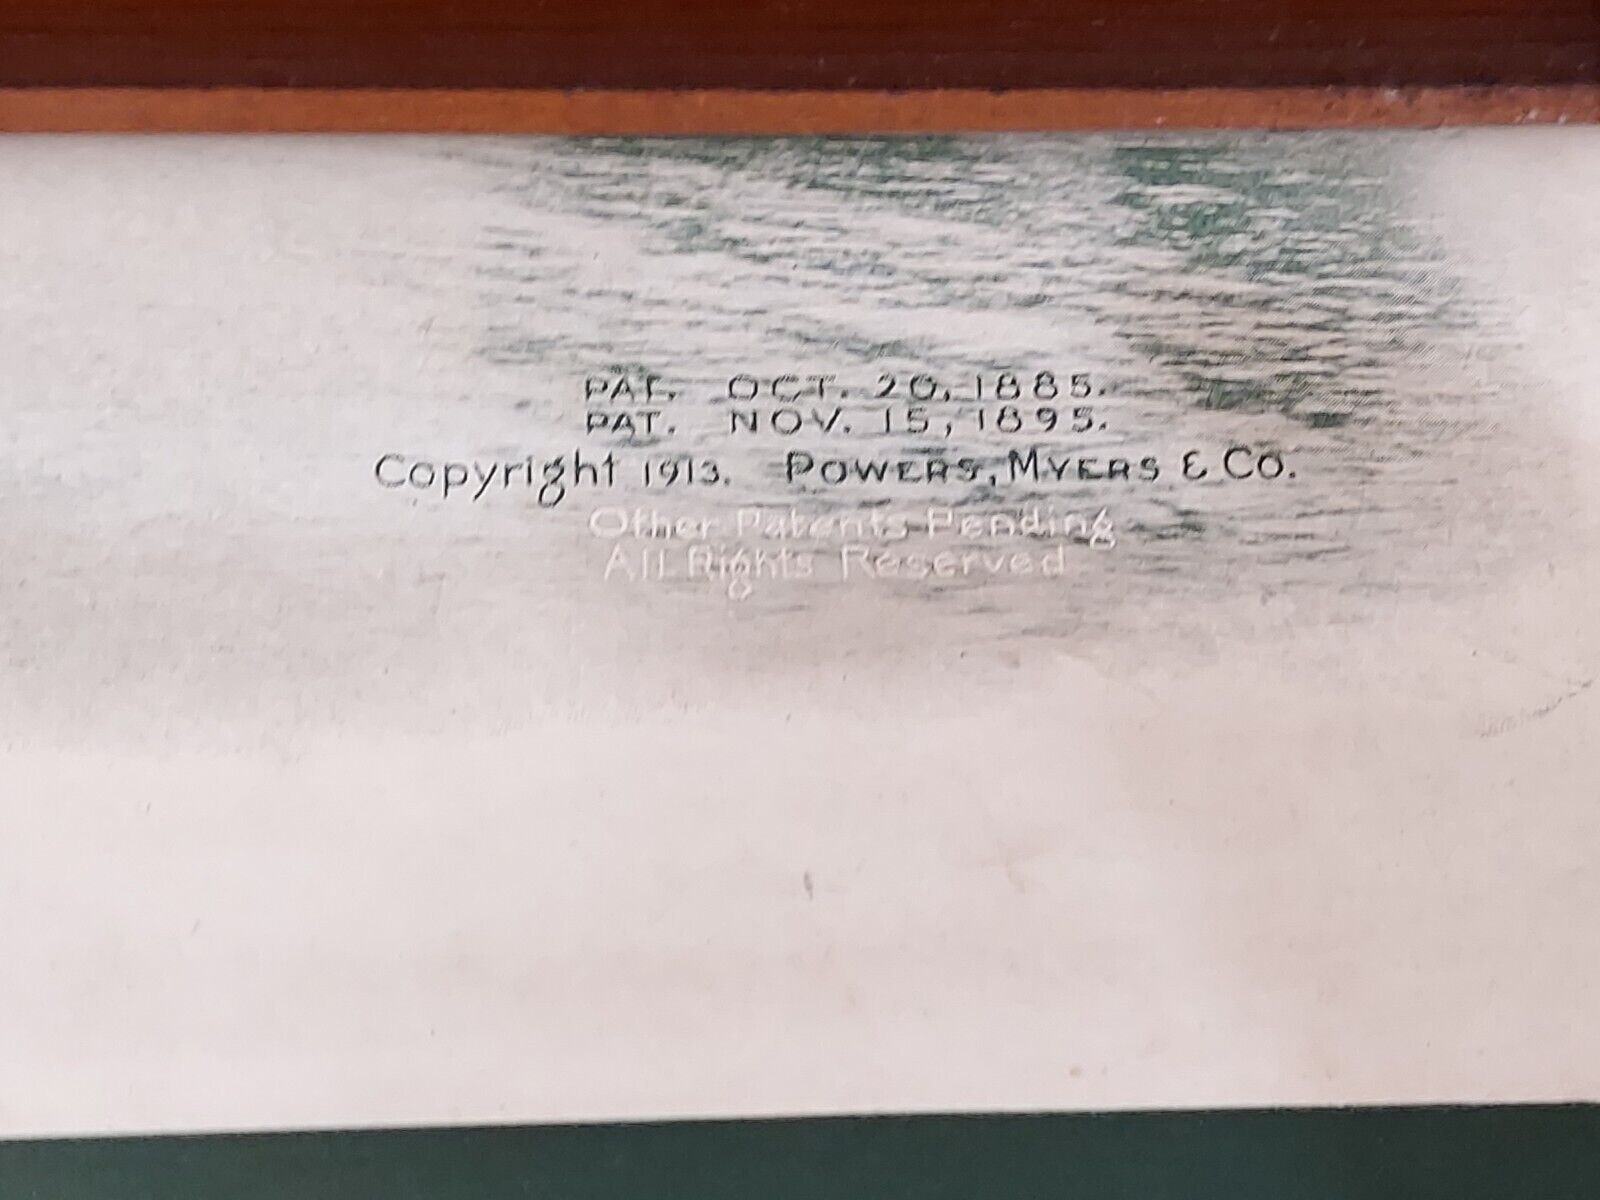 PAT. OCT. 20, 1885.
PAT. NOV. 15, 1895.
Copyright 1913. POWERS, MYERS & CO.
Other Patents Pending
All Rights Reserved